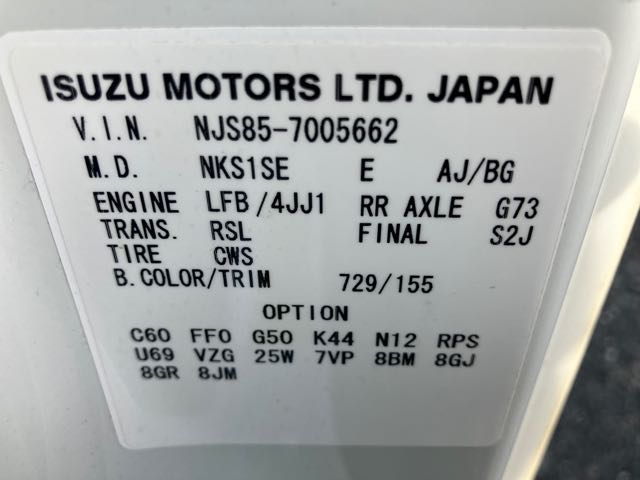 ISUZU MOTORS LTD. JAPAN
V.I.N. NJS85-7005662
M.D. NKS1SE E AJ/BG
ENGINE LFB/4JJ1 RR AXLE G73
TRANS. RSL FINAL S2J
TIRE CWS
B.COLOR/TRIM 729/155
OPTION
C60 FF0 G50 K44 N12 RPS
U69 VZG 25W 7VP 8BM 8GJ
8GR 8JM